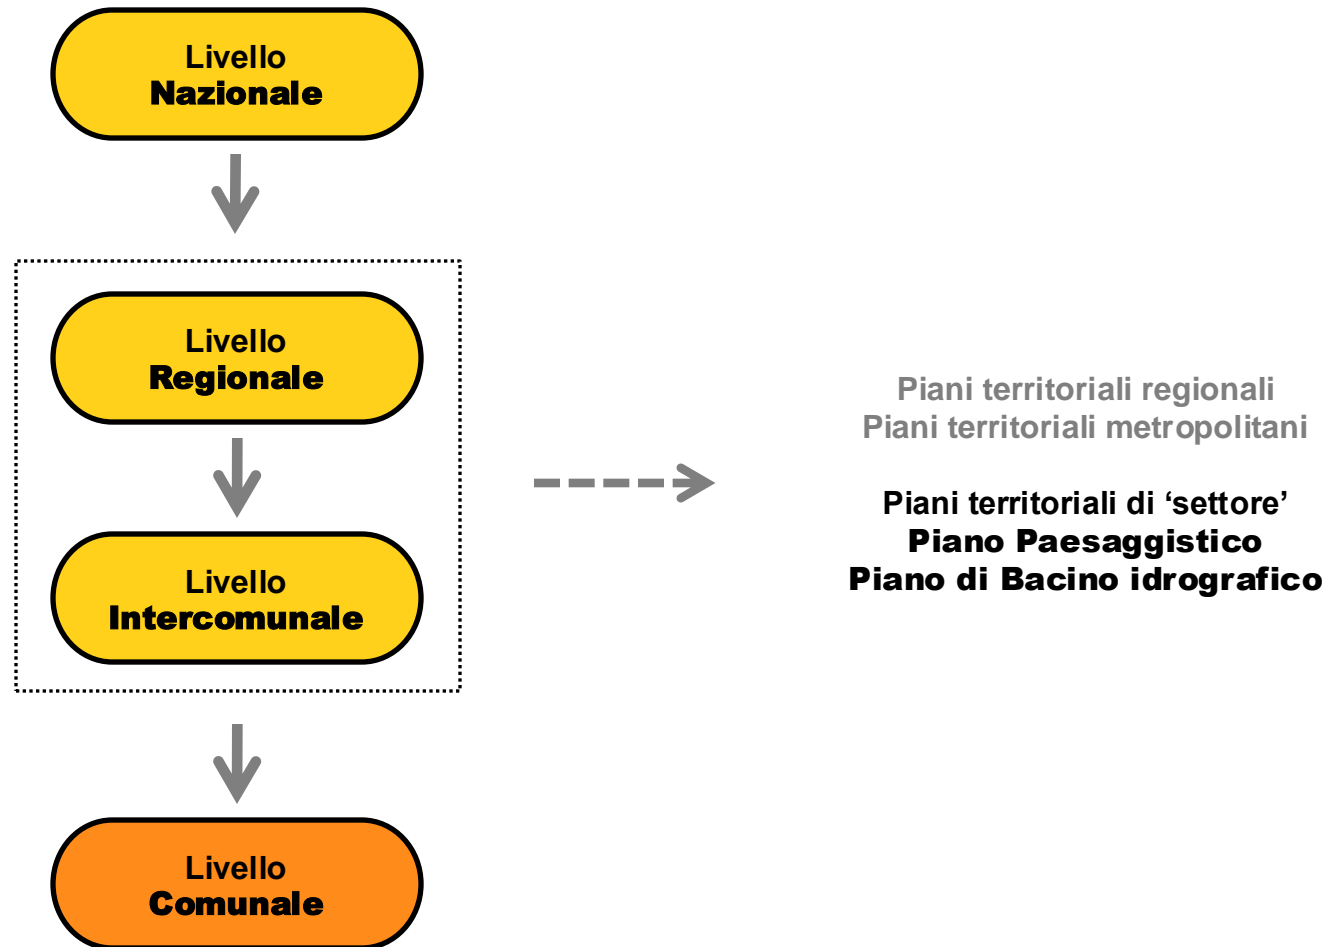 Livello
Nazionale
Livello
Regionale
Livello
Intercomunale
Livello
Comunale
Piani territoriali regionali
Piani territoriali metropolitani
Piani territoriali di ‘settore’
Piano Paesaggistico
Piano di Bacino idrografico